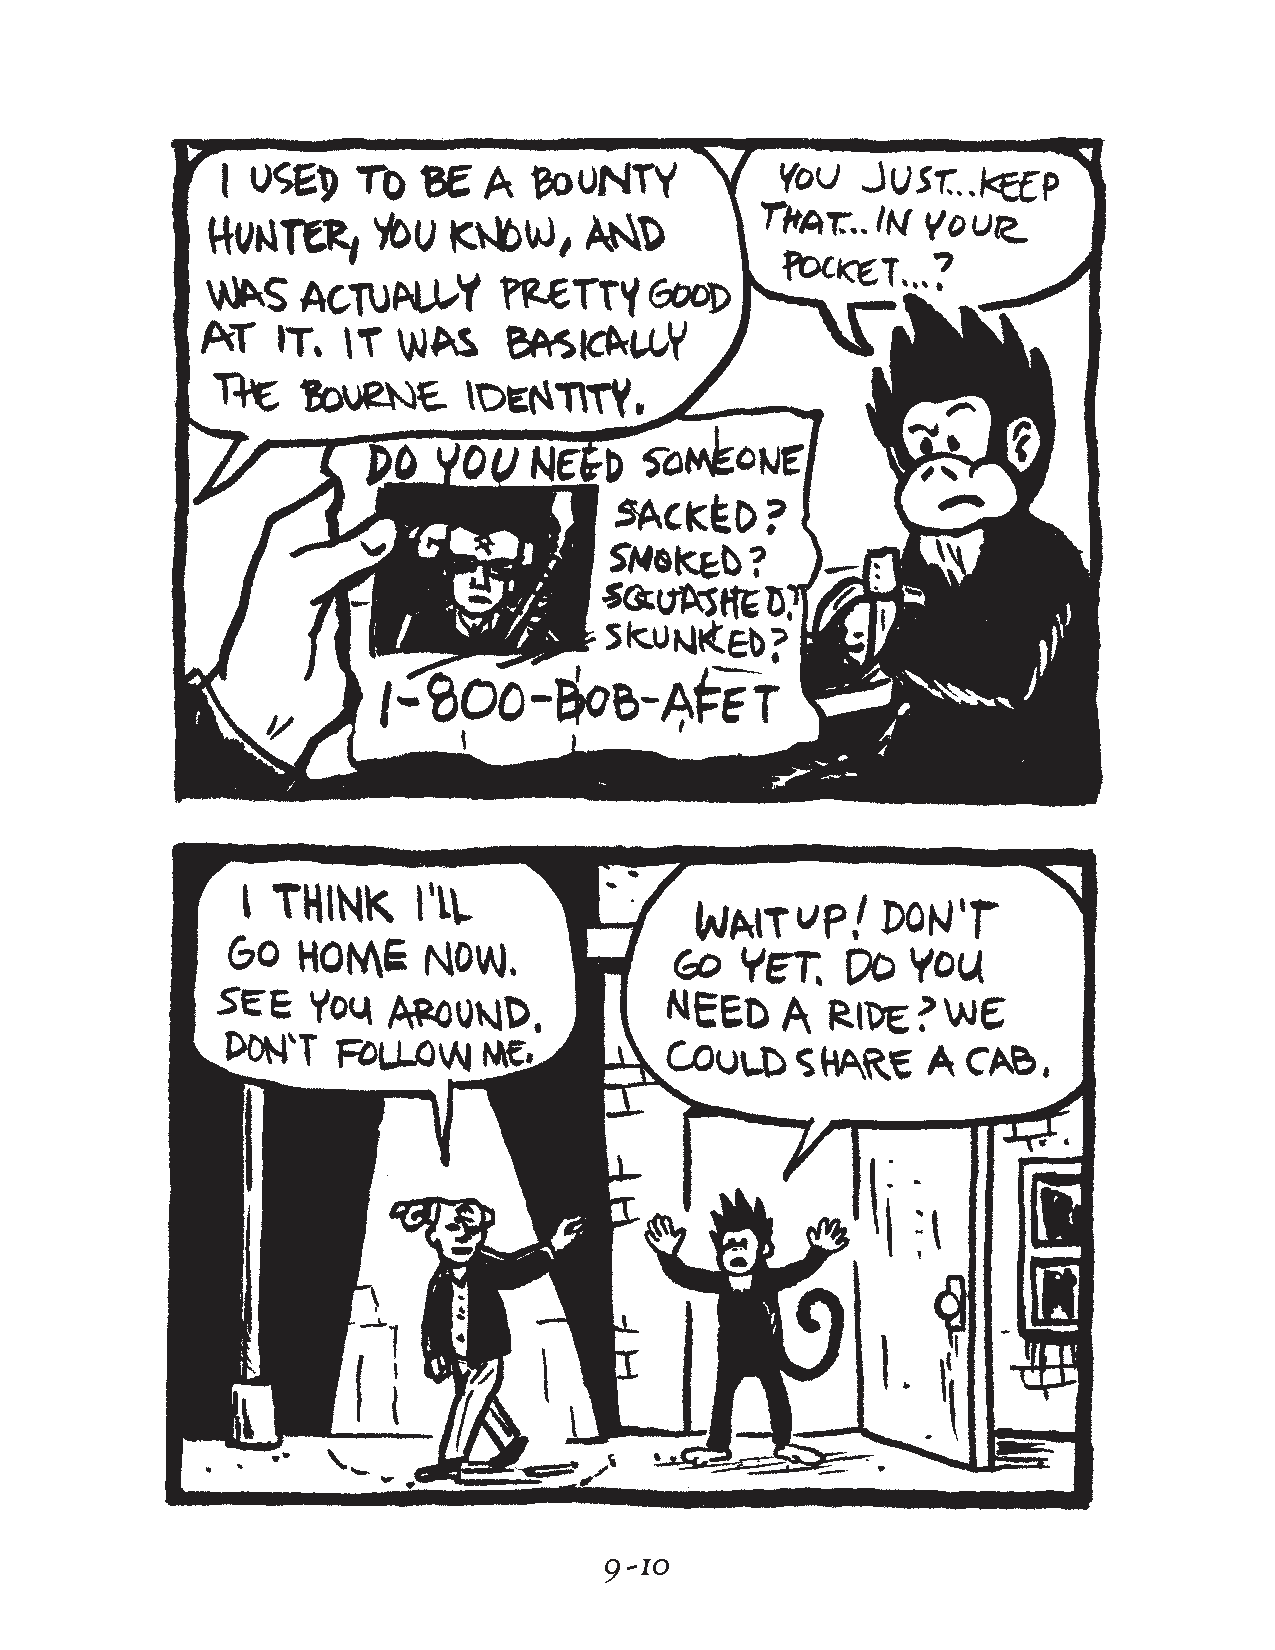 I USED TO BE A BOUNTY
HUNTER, YOU KNOW, AND
WAS ACTUALLY PRETTY GOOD
AT IT. IT WAS BASICALLY
THE BOURNE IDENTITY.
YOU JUST...KEEP
THAT...IN YOUR
POCKET...?
DO YOU NEED SOMEONE
SACKED?
SMOKED?
SQUASHED?
SKUNKED?
1-800-BOB-AFET
I THINK I'LL
GO HOME NOW.
SEE YOU AROUND.
DON'T FOLLOW ME.
WAIT UP! DON'T
GO YET. DO YOU
NEED A RIDE? WE
COULD SHARE A CAB.
9-10